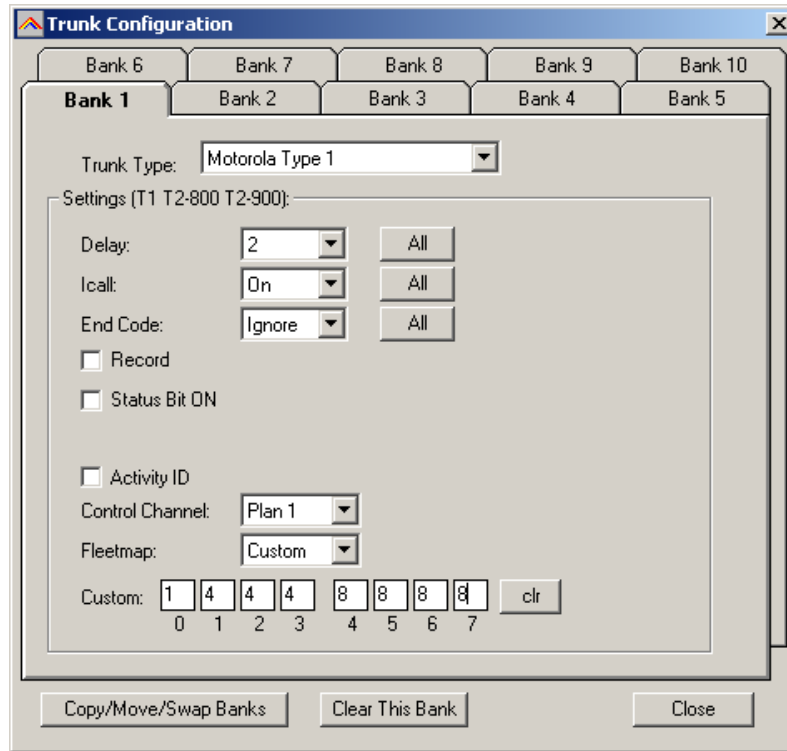 Trunk Configuration
Bank 6 Bank 7 Bank 8 Bank 9 Bank 10
Bank 1 Bank 2 Bank 3 Bank 4 Bank 5
Trunk Type: Motorola Type 1
Settings (T1 T2-800 T2-900):
Delay: 2 All
Icall: On All
End Code: Ignore All
Record
Status Bit ON
Activity ID
Control Channel: Plan 1
Fleetmap: Custom
Custom: 1 4 4 4 8 8 8 8 clr
0 1 2 3 4 5 6 7
Copy/Move/Swap Banks Clear This Bank Close